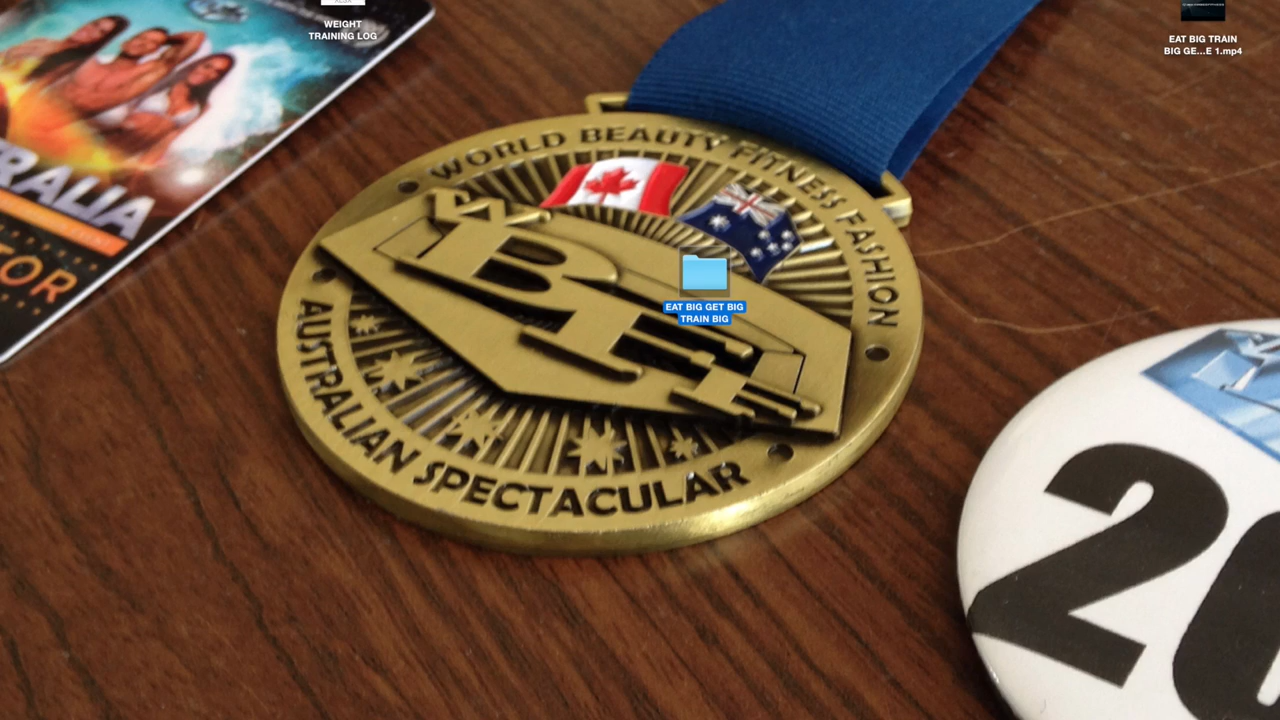 WEIGHT
TRAINING LOG
EAT BIG TRAIN
BIG GE...E 1.mp4
WORLD BEAUTY FITNESS FASHION
EAT BIG GET BIG
TRAIN BIG
AUSTRALIAN SPECTACULAR
RALIA
TOR
2